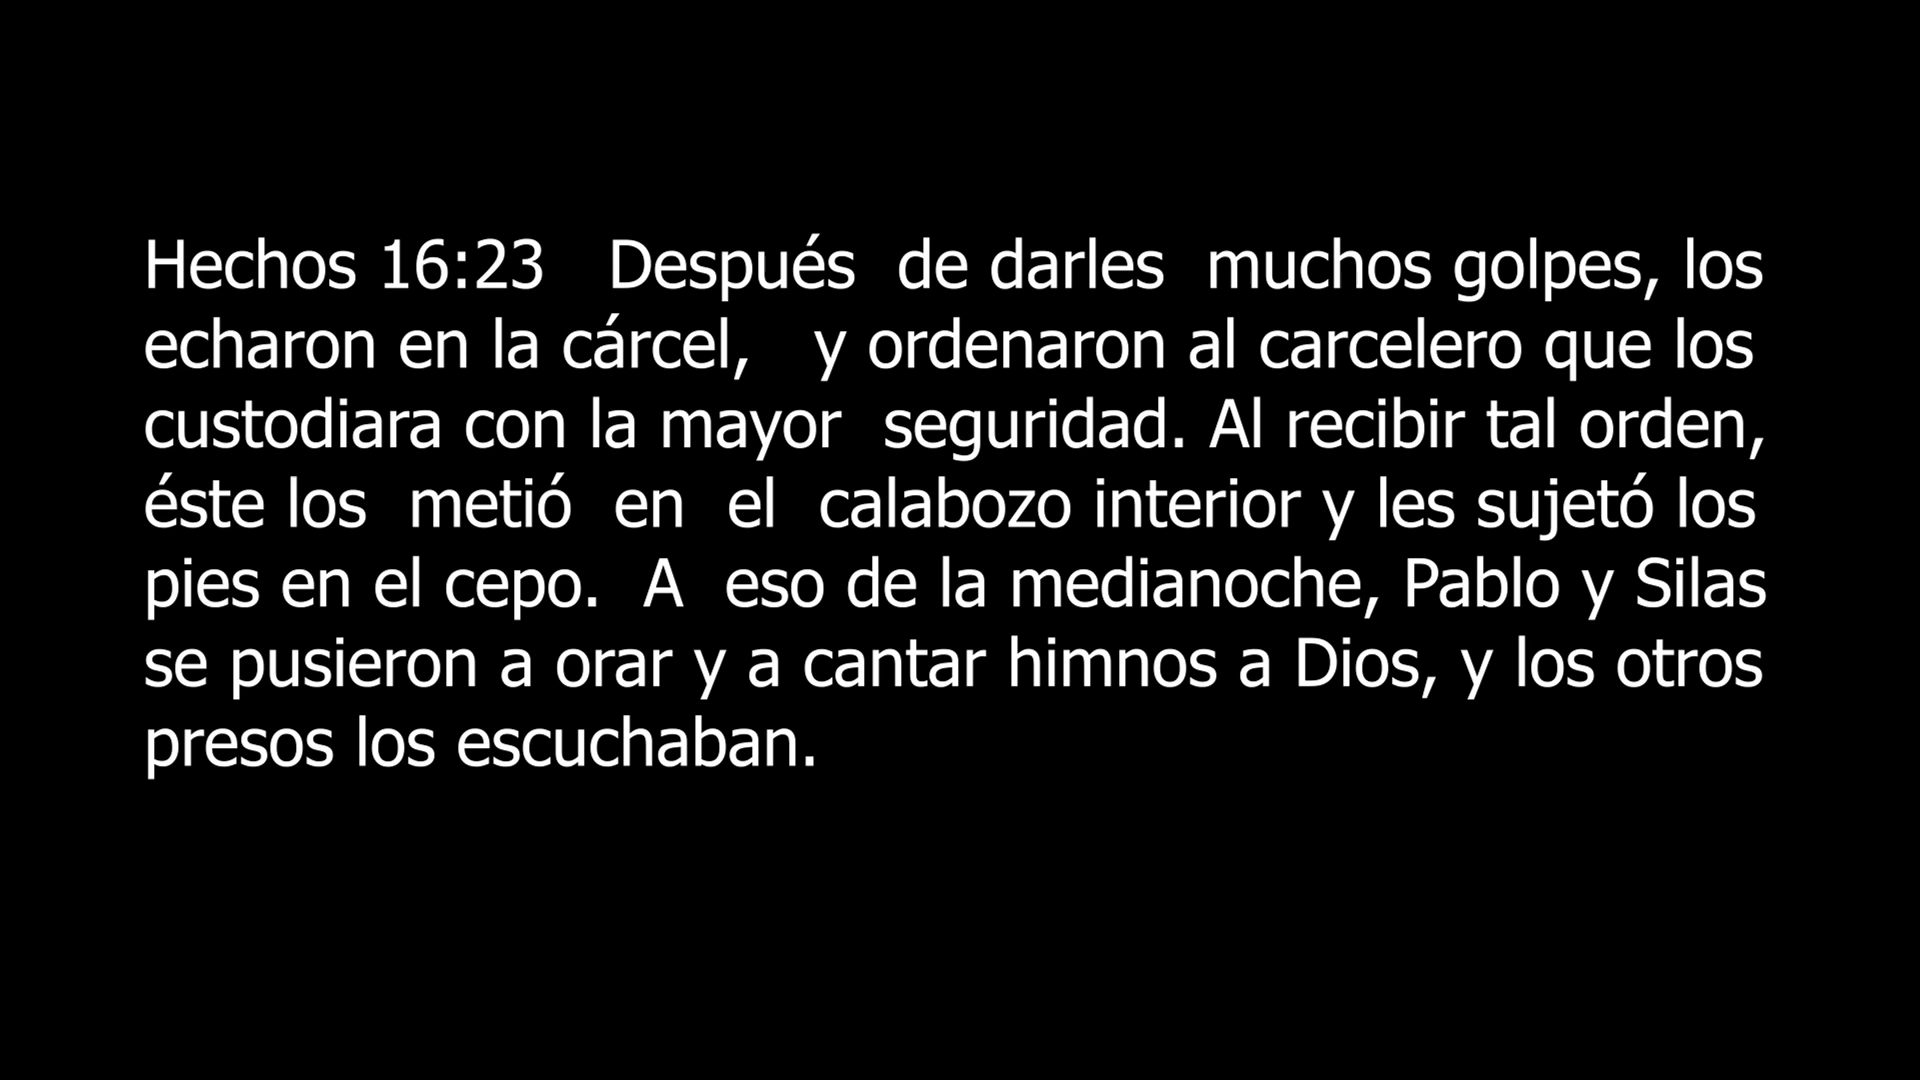 Hechos 16:23   Después  de darles  muchos golpes, los
echaron en la cárcel,   y ordenaron al carcelero que los
custodiara con la mayor  seguridad. Al recibir tal orden,
éste los  metió  en  el  calabozo interior y les sujetó los
pies en el cepo.  A  eso de la medianoche, Pablo y Silas
se pusieron a orar y a cantar himnos a Dios, y los otros
presos los escuchaban.